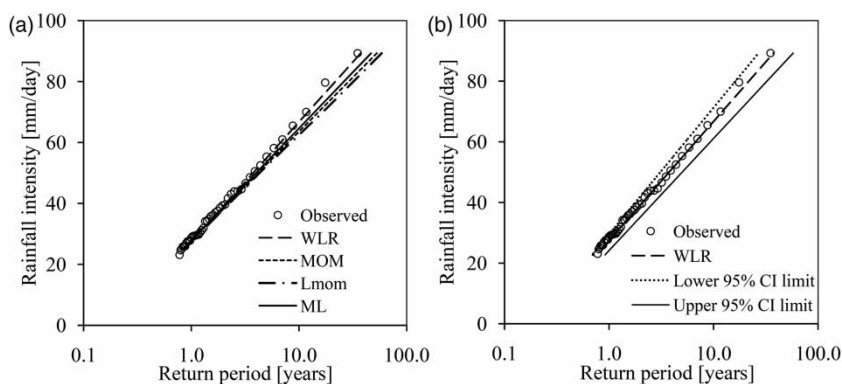 (a)
100
80
60
40
20
0
Rainfall intensity [mm/day]
Observed
WLR
MOM
Lmom
ML
0.1 1.0 10.0 100.0
Return period [years]
(b)
100
80
60
40
20
0
Rainfall intensity [mm/day]
Observed
WLR
Lower 95% CI limit
Upper 95% CI limit
0.1 1.0 10.0 100.0
Return period [years]